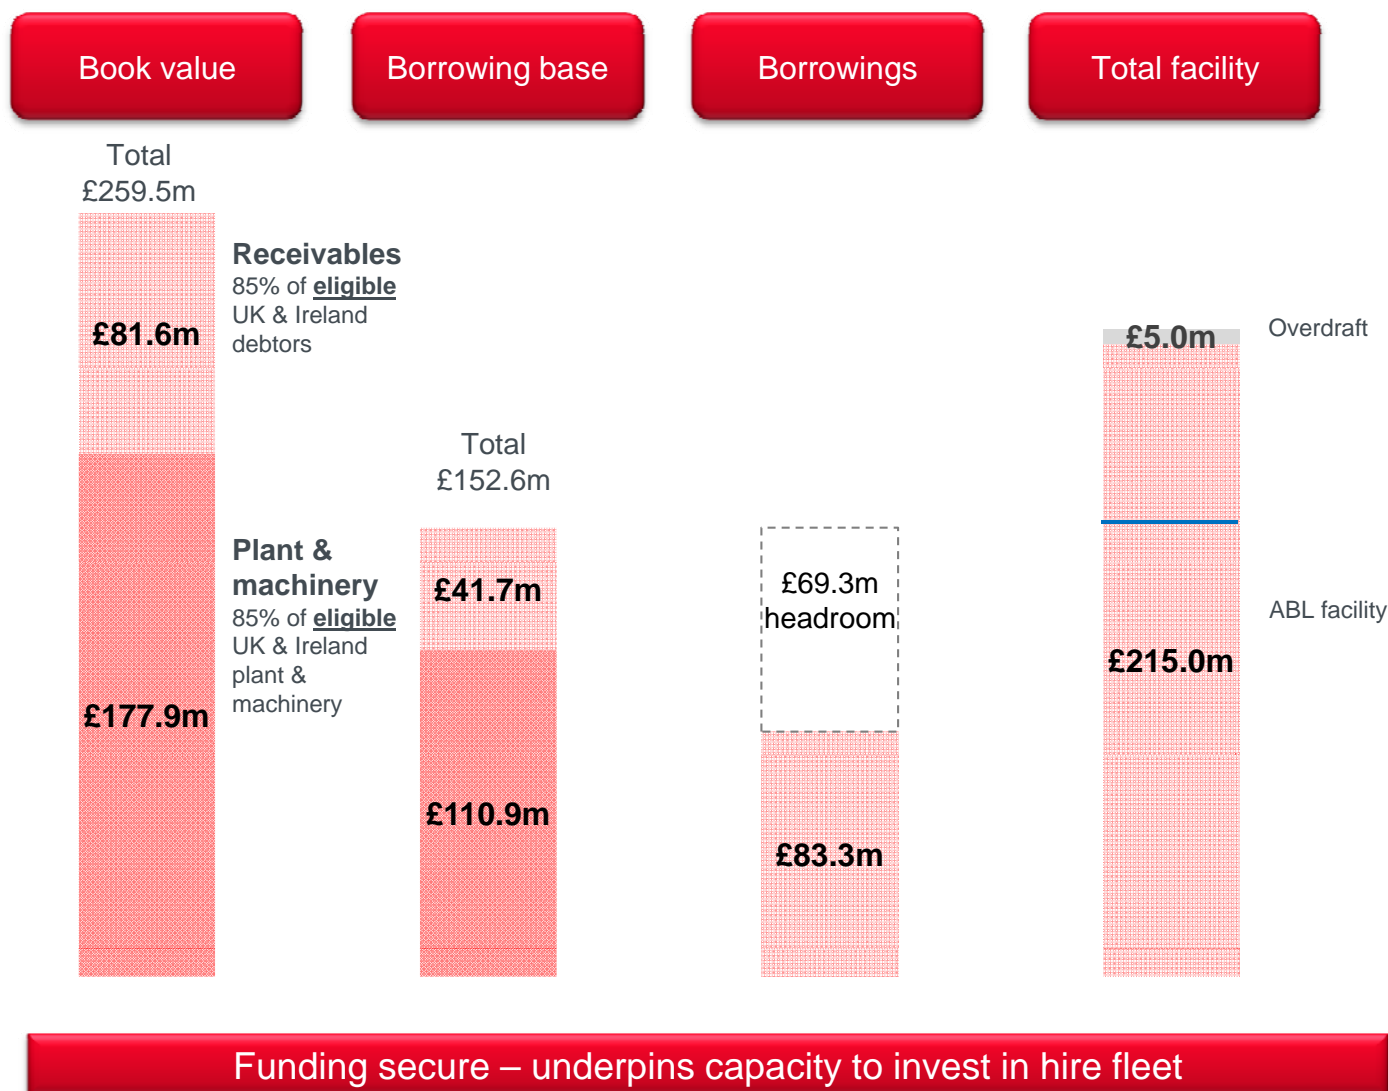 Book value
Borrowing base
Borrowings
Total facility
Total
£259.5m
Receivables
85% of eligible
UK & Ireland
debtors
£81.6m
Plant &
machinery
85% of eligible
UK & Ireland
plant &
machinery
£177.9m
Total
£152.6m
£41.7m
£110.9m
£69.3m
headroom
£83.3m
£5.0m
Overdraft
ABL facility
£215.0m
Funding secure – underpins capacity to invest in hire fleet